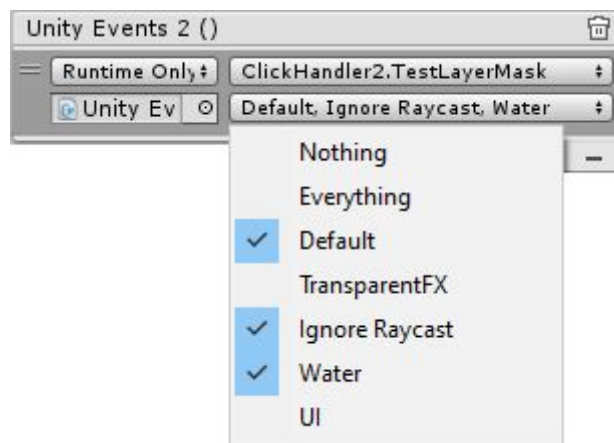 Unity Events 2 ()
Runtime Only ClickHandler2.TestLayerMask
Unity Ev Default, Ignore Raycast, Water
Nothing
Everything
Default
TransparentFX
Ignore Raycast
Water
UI